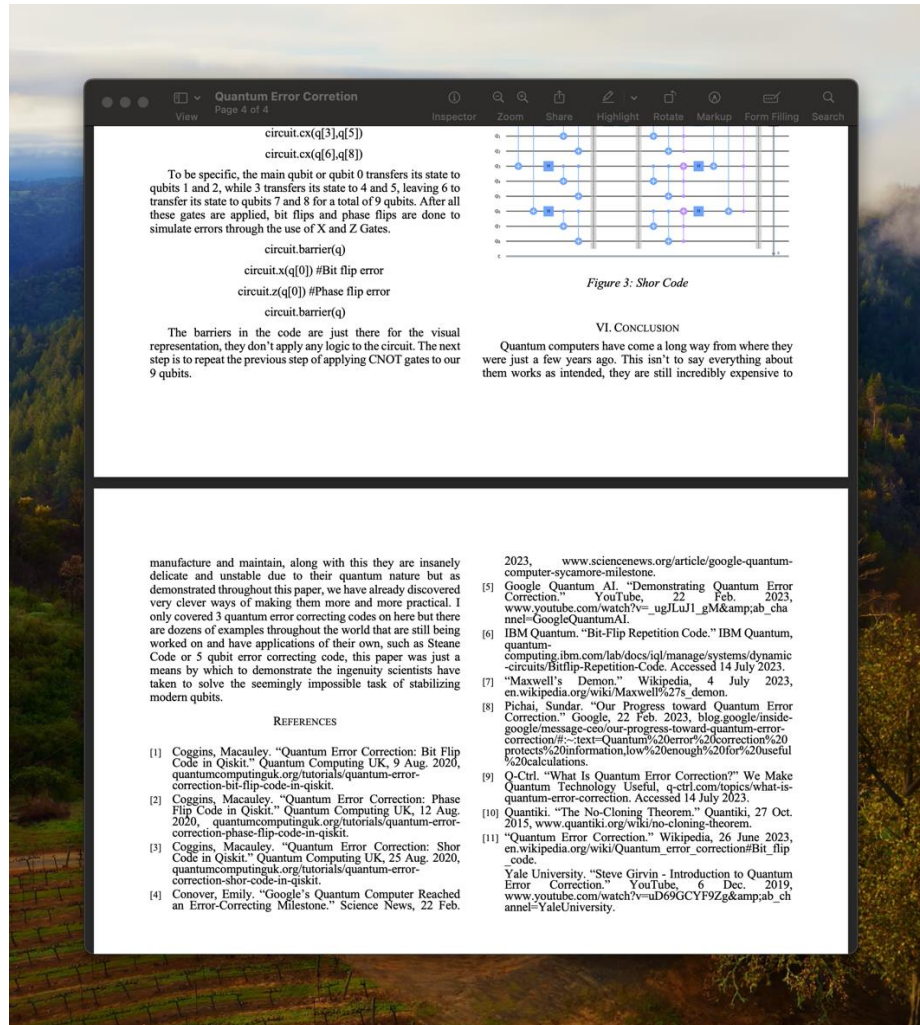 Quantum Error Corretion
Page 4 of 4
View
Inspector
Zoom
Share
Highlight
Rotate
Markup
Form Filling
Search
circuit.cx(q[3],q[5])
circuit.cx(q[6],q[8])
To be specific, the main qubit or qubit 0 transfers its state to
qubits 1 and 2, while 3 transfers its state to 4 and 5, leaving 6 to
transfer its state to qubits 7 and 8 for a total of 9 qubits. After all
these gates are applied, bit flips and phase flips are done to
simulate errors through the use of X and Z Gates.
circuit.barrier(q)
circuit.x(q[0]) #Bit flip error
circuit.z(q[0]) #Phase flip error
circuit.barrier(q)
The barriers in the code are just there for the visual
representation, they don't apply any logic to the circuit. The next
step is to repeat the previous step of applying CNOT gates to our
9 qubits.
Figure 3: Shor Code
VI. CONCLUSION
Quantum computers have come a long way from where they
were just a few years ago. This isn't to say everything about
them works as intended, they are still incredibly expensive to
manufacture and maintain, along with this they are insanely
delicate and unstable due to their quantum nature but as
demonstrated throughout this paper, we have already discovered
very clever ways of making them more and more practical. I
only covered 3 quantum error correcting codes on here but there
are dozens of examples throughout the world that are still being
worked on and have applications of their own, such as Steane
Code or 5 qubit error correcting code, this paper was just a
means by which to demonstrate the ingenuity scientists have
taken to solve the seemingly impossible task of stabilizing
modern qubits.
REFERENCES
[1] Coggins, Macauley. "Quantum Error Correction: Bit Flip
Code in Qiskit." Quantum Computing UK, 9 Aug. 2020,
quantumcomputinguk.org/tutorials/quantum-error-
correction-bit-flip-code-in-qiskit.
[2] Coggins, Macauley. "Quantum Error Correction: Phase
Flip Code in Qiskit." Quantum Computing UK, 12 Aug.
2020, quantumcomputinguk.org/tutorials/quantum-error-
correction-phase-flip-code-in-qiskit.
[3] Coggins, Macauley. "Quantum Error Correction: Shor
Code in Qiskit." Quantum Computing UK, 25 Aug. 2020,
quantumcomputinguk.org/tutorials/quantum-error-
correction-shor-code-in-qiskit.
[4] Conover, Emily. "Google's Quantum Computer Reached
an Error-Correcting Milestone." Science News, 22 Feb.
2023, www.sciencenews.org/article/google-quantum-
computer-sycamore-milestone.
[5] Google Quantum AI. "Demonstrating Quantum Error
Correction." YouTube, 22 Feb. 2023,
www.youtube.com/watch?v=_ugJLuJ1_gM&amp;ab_cha
nnel=GoogleQuantumAI.
[6] IBM Quantum. "Bit-Flip Repetition Code." IBM Quantum,
quantum-
computing.ibm.com/lab/docs/iql/manage/systems/dynamic
-circuits/Bitflip-Repetition-Code. Accessed 14 July 2023.
[7] "Maxwell's Demon." Wikipedia, 4 July 2023,
en.wikipedia.org/wiki/Maxwell%27s_demon.
[8] Pichai, Sundar. "Our Progress toward Quantum Error
Correction." Google, 22 Feb. 2023, blog.google/inside-
google/message-ceo/our-progress-toward-quantum-error-
correction/#:~:text=Quantum%20error%20correction%20
protects%20information,low%20enough%20for%20useful
%20calculations.
[9] Q-Ctrl. "What Is Quantum Error Correction?" We Make
Quantum Technology Useful, q-ctrl.com/topics/what-is-
quantum-error-correction. Accessed 14 July 2023.
[10] Quantiki. "The No-Cloning Theorem." Quantiki, 27 Oct.
2015, www.quantiki.org/wiki/no-cloning-theorem.
[11] "Quantum Error Correction." Wikipedia, 26 June 2023,
en.wikipedia.org/wiki/Quantum_error_correction#Bit_flip
_code.
Yale University. "Steve Girvin - Introduction to Quantum
Error Correction." YouTube, 6 Dec. 2019,
www.youtube.com/watch?v=uD69GCYF9Zg&amp;ab_ch
annel=YaleUniversity.